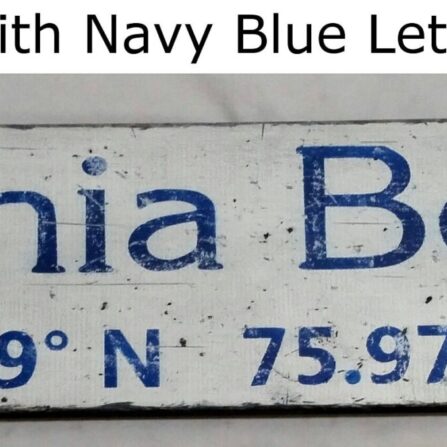 ith Navy Blue Let
nia Be
9° N 75.97